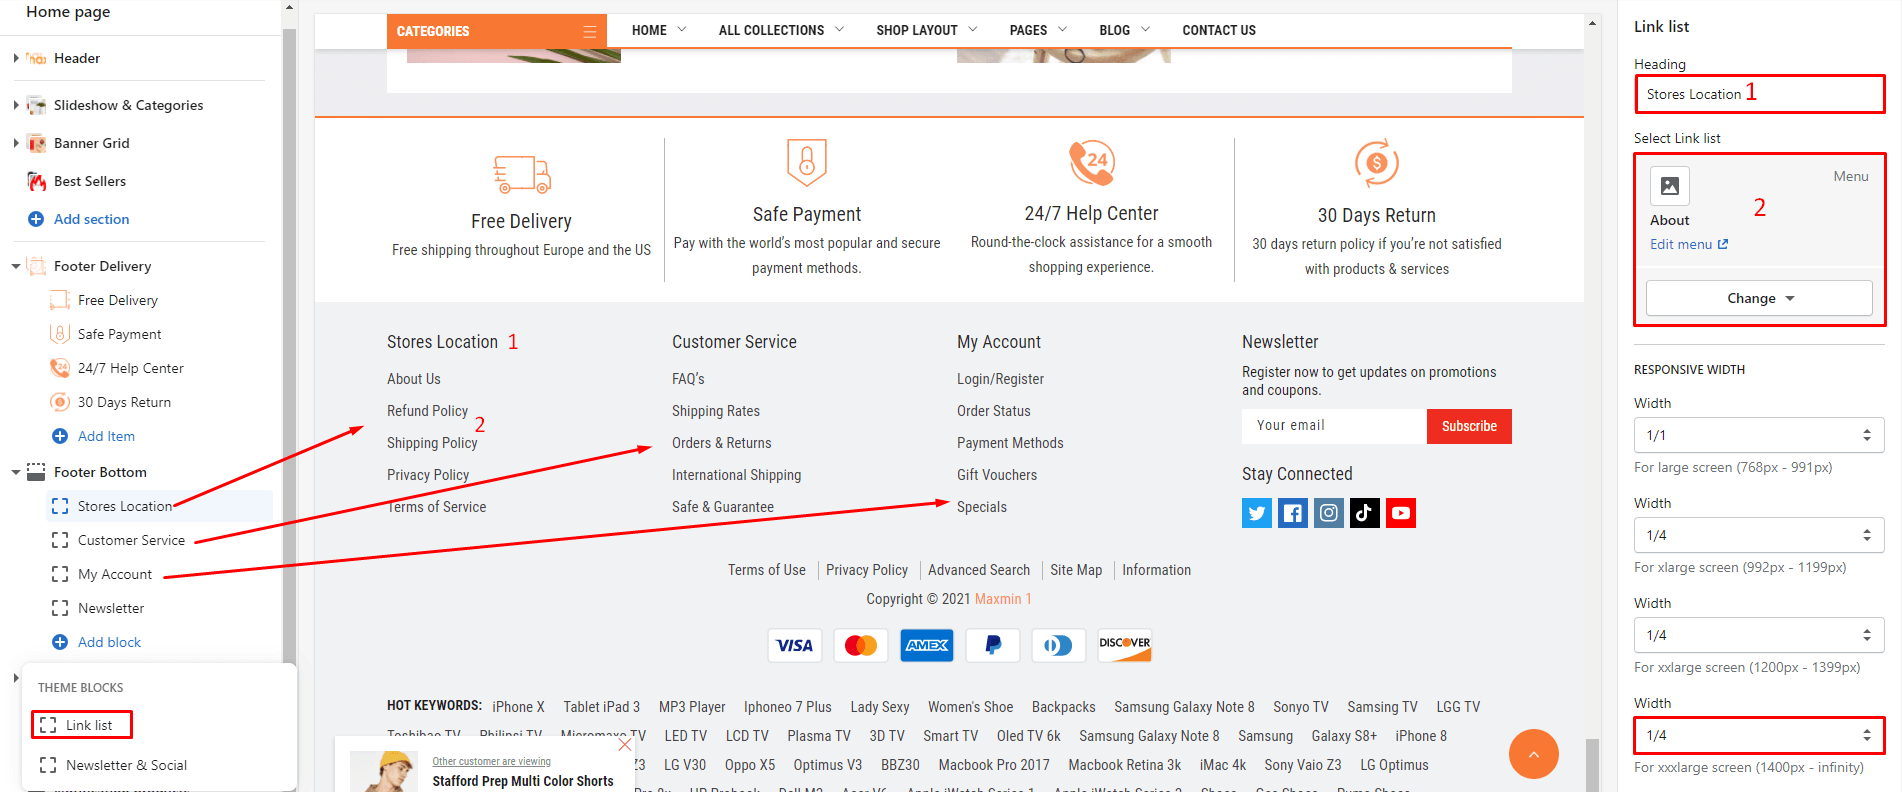 Home page
Header
Slideshow & Categories
Banner Grid
Best Sellers
Add section
Footer Delivery
Free Delivery
Safe Payment
24/7 Help Center
30 Days Return
Add Item
Footer Bottom
Stores Location
Customer Service
My Account
Newsletter
Add block
THEME BLOCKS
Link list
Newsletter & Social
CATEGORIES
HOME
ALL COLLECTIONS
SHOP LAYOUT
PAGES
BLOG
CONTACT US
24
$
Free Delivery
Free shipping throughout Europe and the US
Safe Payment
Pay with the world's most popular and secure
payment methods.
24/7 Help Center
Round-the-clock assistance for a smooth
shopping experience.
30 Days Return
30 days return policy if you're not satisfied
with products & services
Stores Location 1
About Us
Refund Policy
2
Shipping Policy
Privacy Policy
Terms of Service
Customer Service
FAQ's
Shipping Rates
Orders & Returns
International Shipping
Safe & Guarantee
My Account
Login/Register
Order Status
Payment Methods
Gift Vouchers
Specials
Newsletter
Register now to get updates on promotions
and coupons.
Your email
Subscribe
Stay Connected
Terms of Use Privacy Policy Advanced Search Site Map Information
Copyright © 2021 Maxmin 1
VISA
AMEX
DISCOVER
HOT KEYWORDS: iPhone X Tablet iPad 3 MP3 Player Iphoneo 7 Plus Lady Sexy Women's Shoe Backpacks Samsung Galaxy Note 8 Sonyo TV Samsing TV LGG TV
Toshibao TV Philipsi TV Micromaxo TV LED TV LCD TV Plasma TV 3D TV Smart TV Oled TV 6k Samsung Galaxy Note 8 Samsung Galaxy S8+ iPhone 8
Z3 LG V30 Oppo X5 Optimus V3 BBZ30 Macbook Pro 2017 Macbook Retina 3k iMac 4k Sony Vaio Z3 LG Optimus
Other customer are viewing
Stafford Prep Multi Color Shorts
Link list
Heading
Stores Location 1
Select Link list
Menu
2
About
Edit menu
Change
RESPONSIVE WIDTH
Width
1/1
For large screen (768px - 991px)
Width
1/4
For xlarge screen (992px - 1199px)
Width
1/4
For xxlarge screen (1200px - 1399px)
Width
1/4
For xxxlarge screen (1400px - infinity)